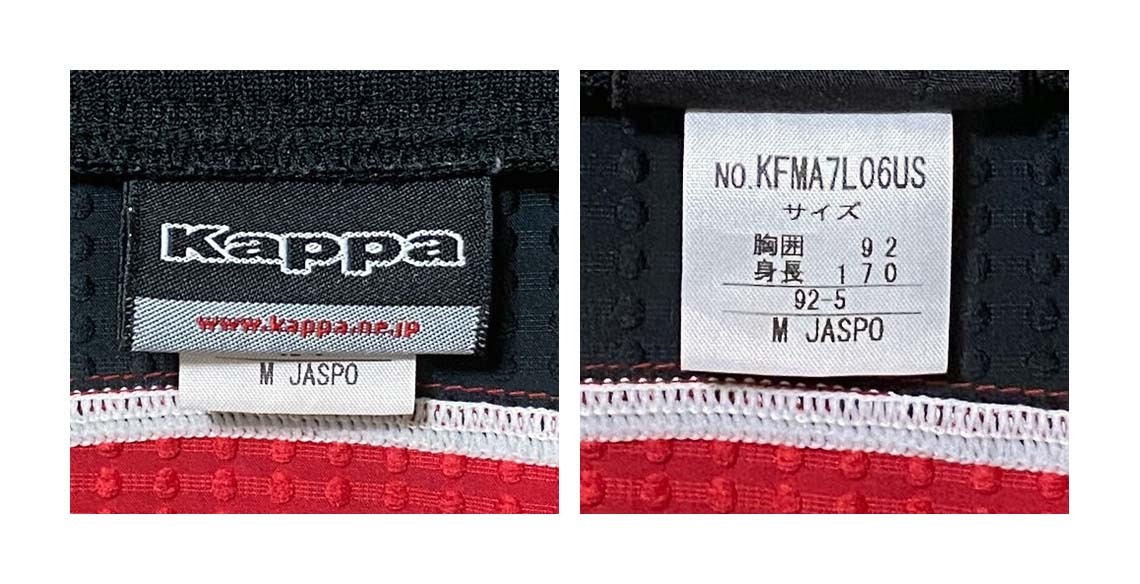 Kappa
www.kappa.ne.jp
M JASPO
NO.KFMA7L06US
サイズ
胸囲 92
身長 170
92-5
M JASPO